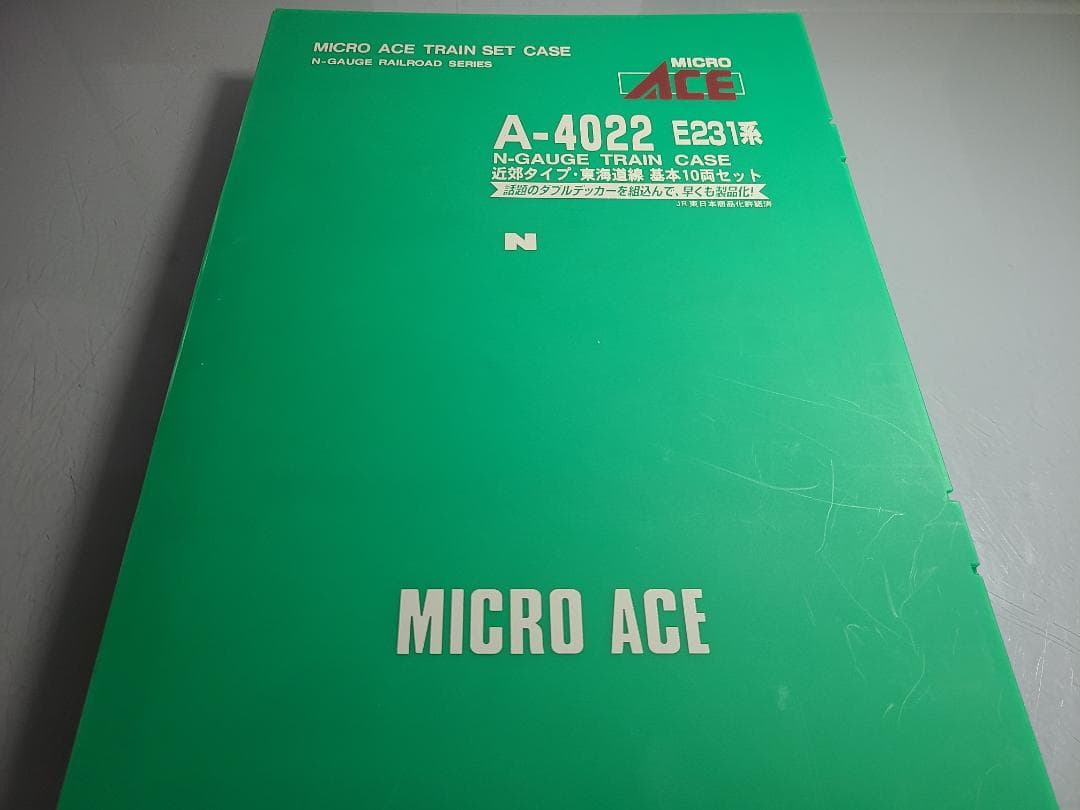 MICRO ACE TRAIN SET CASE
N-GAUGE RAILROAD SERIES
MICRO
ACE
A-4022 E231系
N-GAUGE TRAIN CASE
近郊タイプ・東海道線 基本10両セット
話題のダブルデッカーを組込んで、早くも製品化!
JR東日本商品化許諾済
N
MICRO ACE